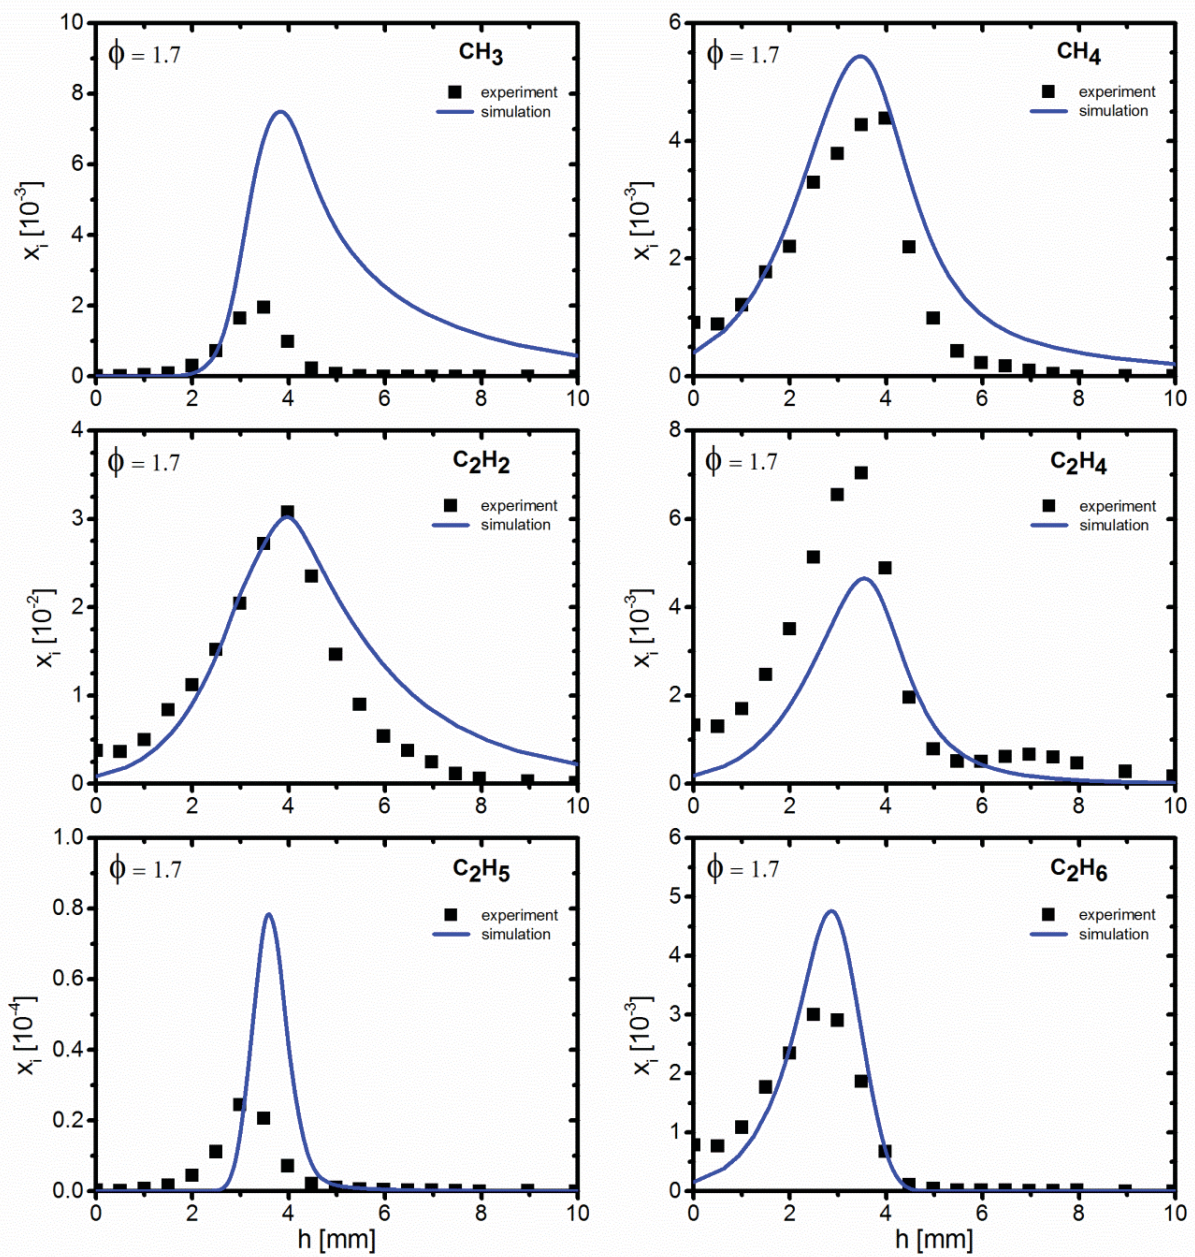 10
8
6
4
2
0
xᵢ [10⁻³]
ϕ = 1.7
CH₃
experiment
simulation
0 2 4 6 8 10
6
4
2
0
xᵢ [10⁻³]
ϕ = 1.7
CH₄
experiment
simulation
0 2 4 6 8 10
4
3
2
1
0
xᵢ [10⁻²]
ϕ = 1.7
C₂H₂
experiment
simulation
0 2 4 6 8 10
8
6
4
2
0
xᵢ [10⁻³]
ϕ = 1.7
C₂H₄
experiment
simulation
0 2 4 6 8 10
1.0
0.8
0.6
0.4
0.2
0.0
xᵢ [10⁻⁴]
ϕ = 1.7
C₂H₅
experiment
simulation
0 2 4 6 8 10
h [mm]
6
5
4
3
2
1
0
xᵢ [10⁻³]
ϕ = 1.7
C₂H₆
experiment
simulation
0 2 4 6 8 10
h [mm]